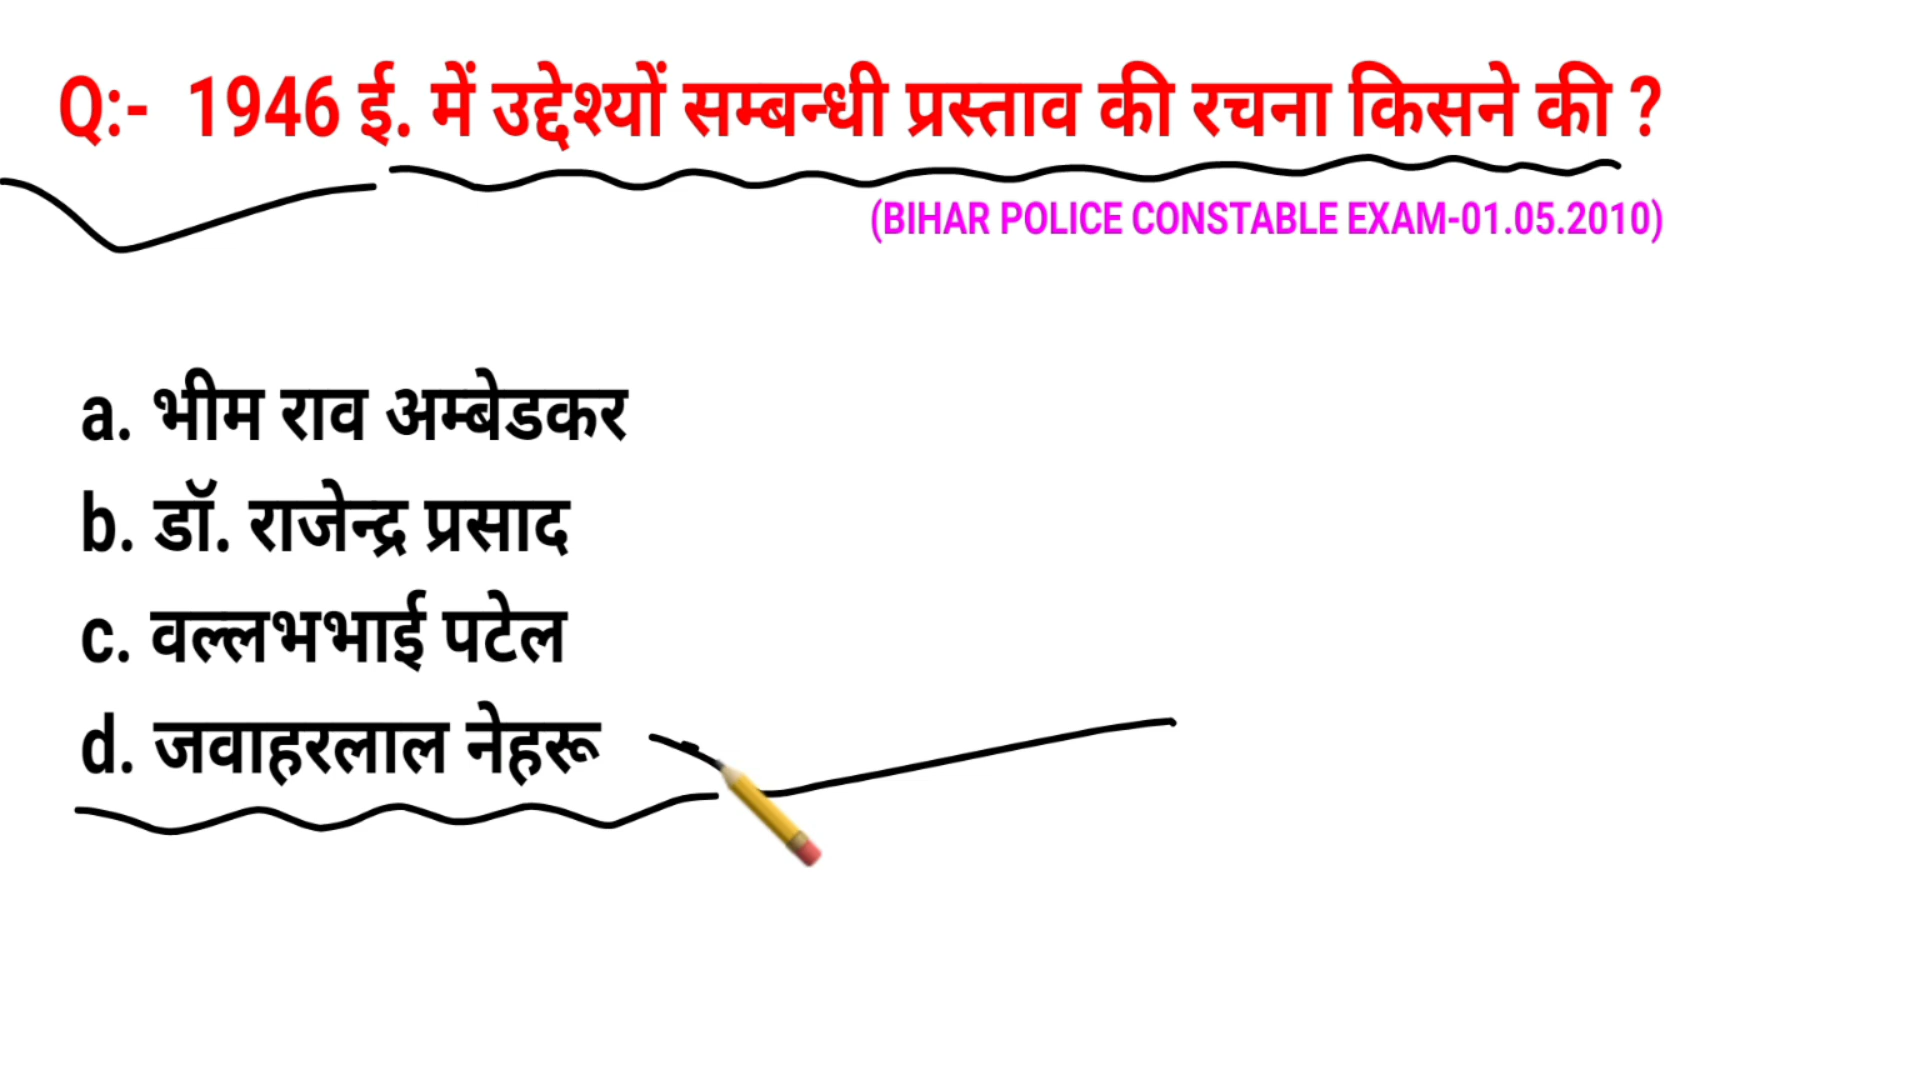 Q:- 1946 ई. में उद्देश्यों सम्बन्धी प्रस्ताव की रचना किसने की ?
(BIHAR POLICE CONSTABLE EXAM-01.05.2010)
a. भीम राव अम्बेडकर
b. डॉ. राजेन्द्र प्रसाद
c. वल्लभभाई पटेल
d. जवाहरलाल नेहरू